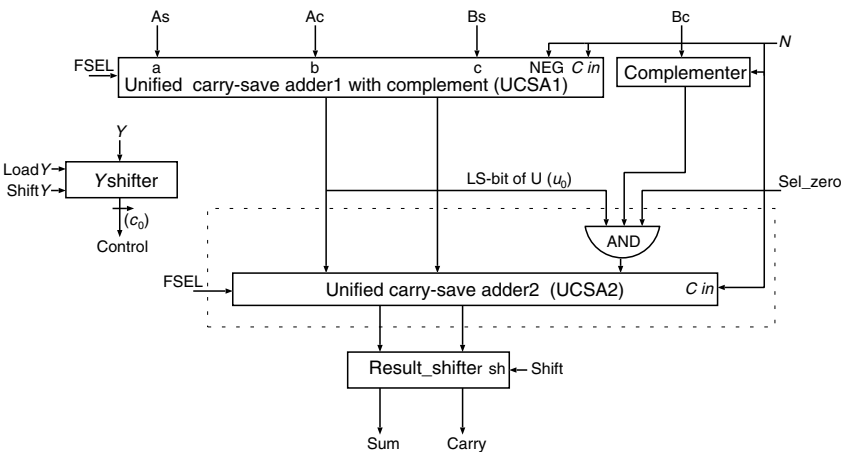 As Ac Bs Bc
N
FSEL a b c NEG C in
Unified carry-save adder1 with complement (UCSA1)
Complementer
Y
LoadY
Yshifter
ShiftY
LS-bit of U (u0)
Sel_zero
(c0)
Control
AND
FSEL
Unified carry-save adder2 (UCSA2) C in
Result_shifter sh Shift
Sum Carry